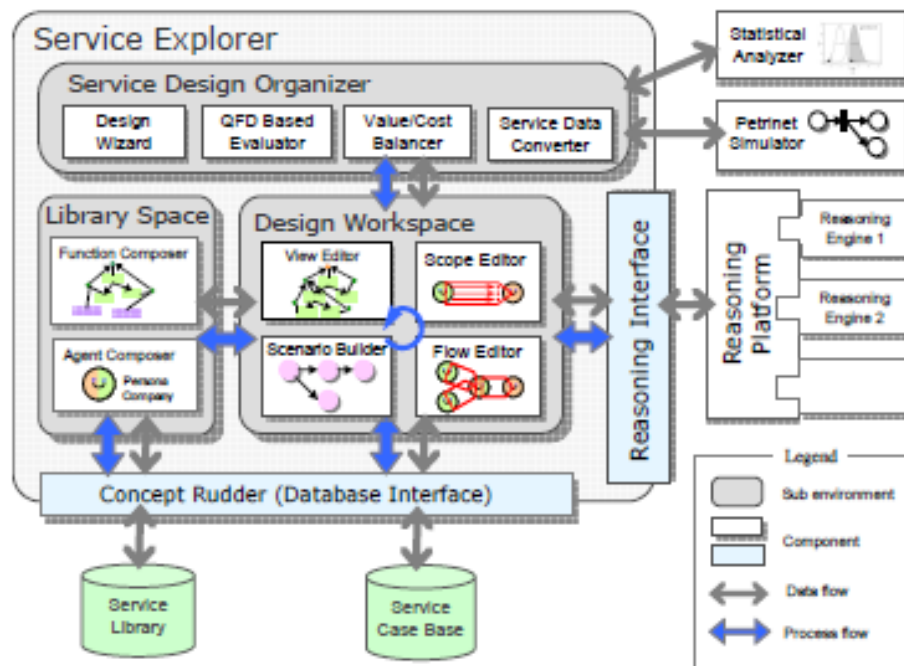 Service Explorer
Service Design Organizer
Design
Wizard
QFD Based
Evaluator
Value/Cost
Balancer
Service Data
Converter
Statistical
Analyzer
Petrinet
Simulator
Library Space
Function Composer
Agent Composer
Persona
Company
Design Workspace
View Editor
Scope Editor
Scenario Builder
Flow Editor
Reasoning Interface
Reasoning
Platform
Reasoning
Engine 1
Reasoning
Engine 2
Concept Rudder (Database Interface)
Service
Library
Service
Case Base
Legend
Sub environment
Component
Data flow
Process flow